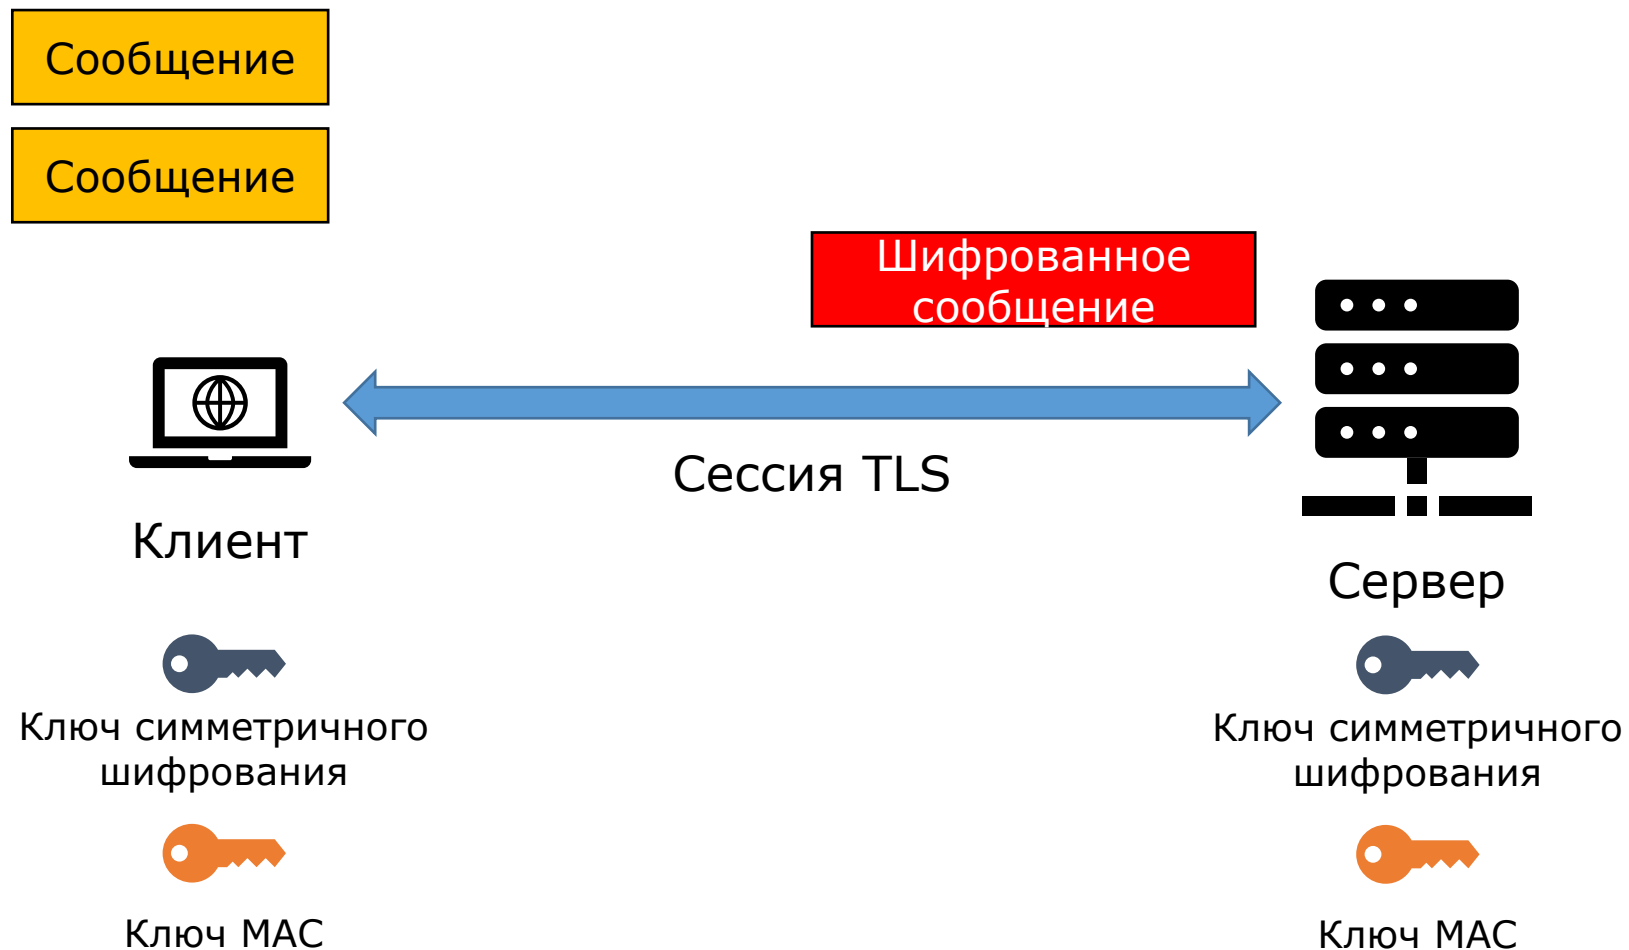 Сообщение
Сообщение
Шифрованное
сообщение
Сессия TLS
Клиент
Сервер
Ключ симметричного
шифрования
Ключ симметричного
шифрования
Ключ MAC
Ключ MAC